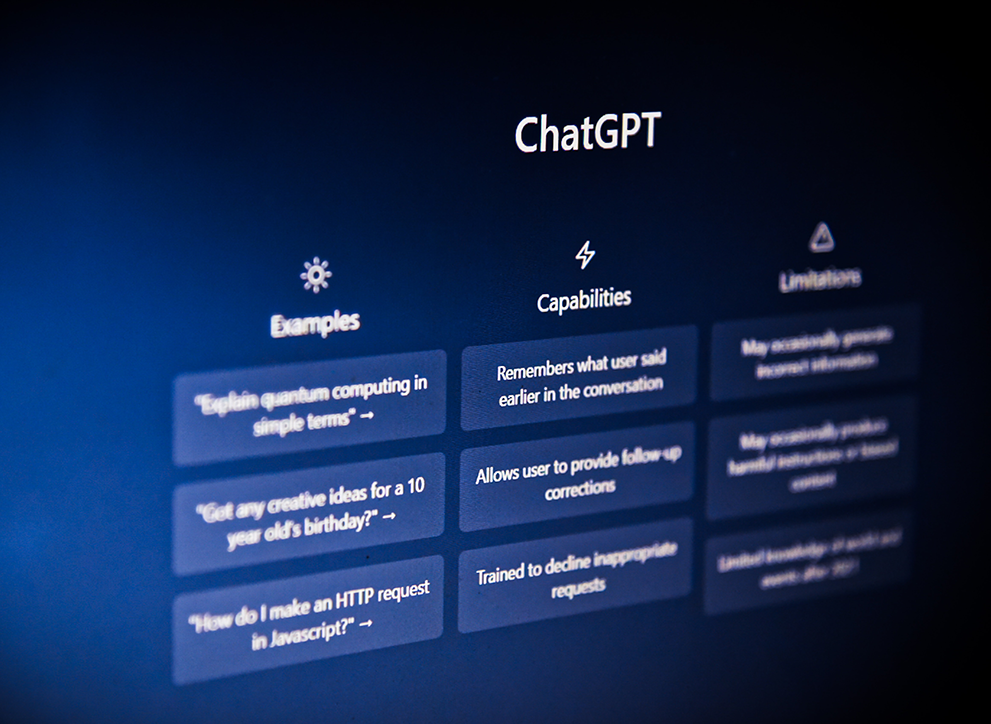 ChatGPT
Examples
"Explain quantum computing in
simple terms" →
"Got any creative ideas for a 10
year old's birthday?" →
"How do I make an HTTP request
in Javascript?" →
Capabilities
Remembers what user said
earlier in the conversation
Allows user to provide follow-up
corrections
Trained to decline inappropriate
requests
Limitations
May occasionally generate
incorrect information
May occasionally produce
harmful instructions or biased
content
Limited knowledge of world and
events after 2021